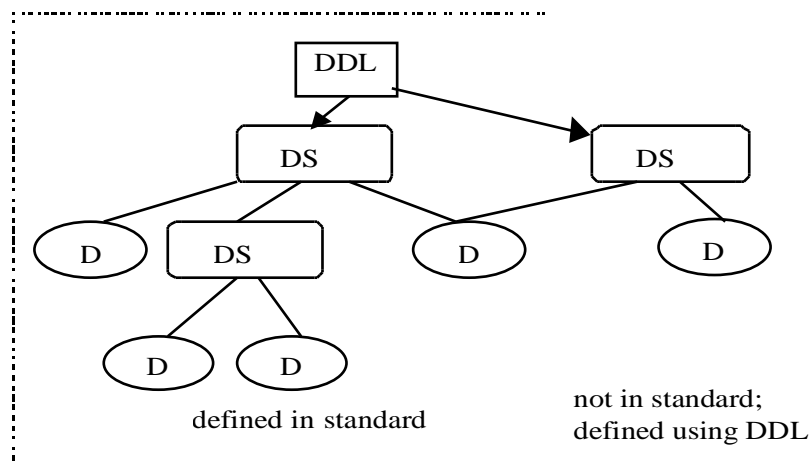 DDL
DS
DS
D
DS
D
D
D
D
defined in standard
not in standard;
defined using DDL